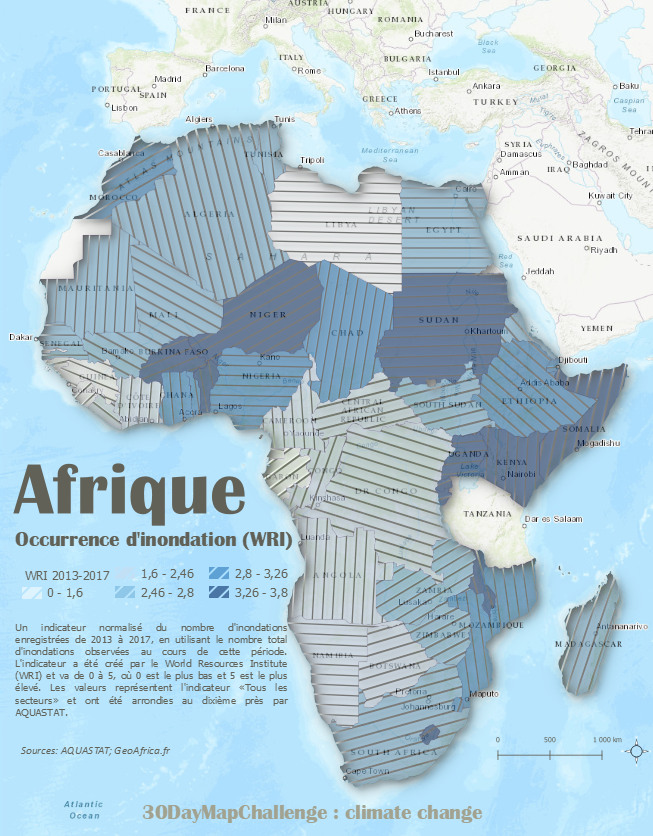 AUSTRIA
FRANCE
HUNGARY
Milan
ROMANIA
Bucharest
Black
Sea
ITALY
BULGARIA
GEORGIA
Barcelona
Rome
Istanbul
Madrid
PORTUGAL
SPAIN
Ankara
Baku
Caspian
Sea
GREECE
TURKEY
Lisbon
Athens
Murat
Algiers
Tunis
Tehran
SYRIA
Euphrates
ZAGROS MOUNT
Casablanca
ATLAS MOUNTAINS
TUNISIA
Tripoli
Mediterranean
Sea
Damascus
Baghdad
IRAQ
Amman
MOROCCO
Cairo
Kuwait City
ALGERIA
LIBYAN
DESERT
LIBYA
EGYPT
SAUDI ARABIA
Riyadh
SAHARA
Red
Sea
Jeddah
MAURITANIA
MALI
NIGER
CHAD
SUDAN
Khartoum
YEMEN
Dakar
SENEGAL
Bamako
BURKINA FASO
Kano
Djibouti
GUINEA
Conakry
NIGERIA
Addis Ababa
CÔTE
D'IVOIRE
GHANA
Abidjan
Accra
Lagos
CENTRAL
AFRICAN
REPUBLIC
SOUTH SUDAN
ETHIOPIA
CAMEROON
Yaounde
SOMALIA
Mogadishu
UGANDA
KENYA
Lake
Victoria
Nairobi
GABON
CONGO
DR CONGO
Kinshasa
TANZANIA
Dar es Salaam
Afrique
Occurrence d'inondation (WRI)
Luanda
WRI 2013-2017
1,6 - 2,46
2,8 - 3,26
0 - 1,6
2,46 - 2,8
3,26 - 3,8
ANGOLA
ZAMBIA
Lusaka
Harare
ZIMBABWE
MOZAMBIQUE
Antananarivo
MADAGASCAR
Un indicateur normalisé du nombre d'inondations
enregistrées de 2013 à 2017, en utilisant le nombre total
d'inondations observées au cours de cette période.
L'indicateur a été créé par le World Resources Institute
(WRI) et va de 0 à 5, où 0 est le plus bas et 5 est le plus
élevé. Les valeurs représentent l'indicateur «Tous les
secteurs» et ont été arrondies au dixième près par
AQUASTAT.
NAMIBIA
BOTSWANA
Pretoria
Johannesburg
Maputo
Sources: AQUASTAT; GeoAfrica.fr
SOUTH AFRICA
Cape Town
0
500
1 000 km
Atlantic
Ocean
30DayMapChallenge : climate change